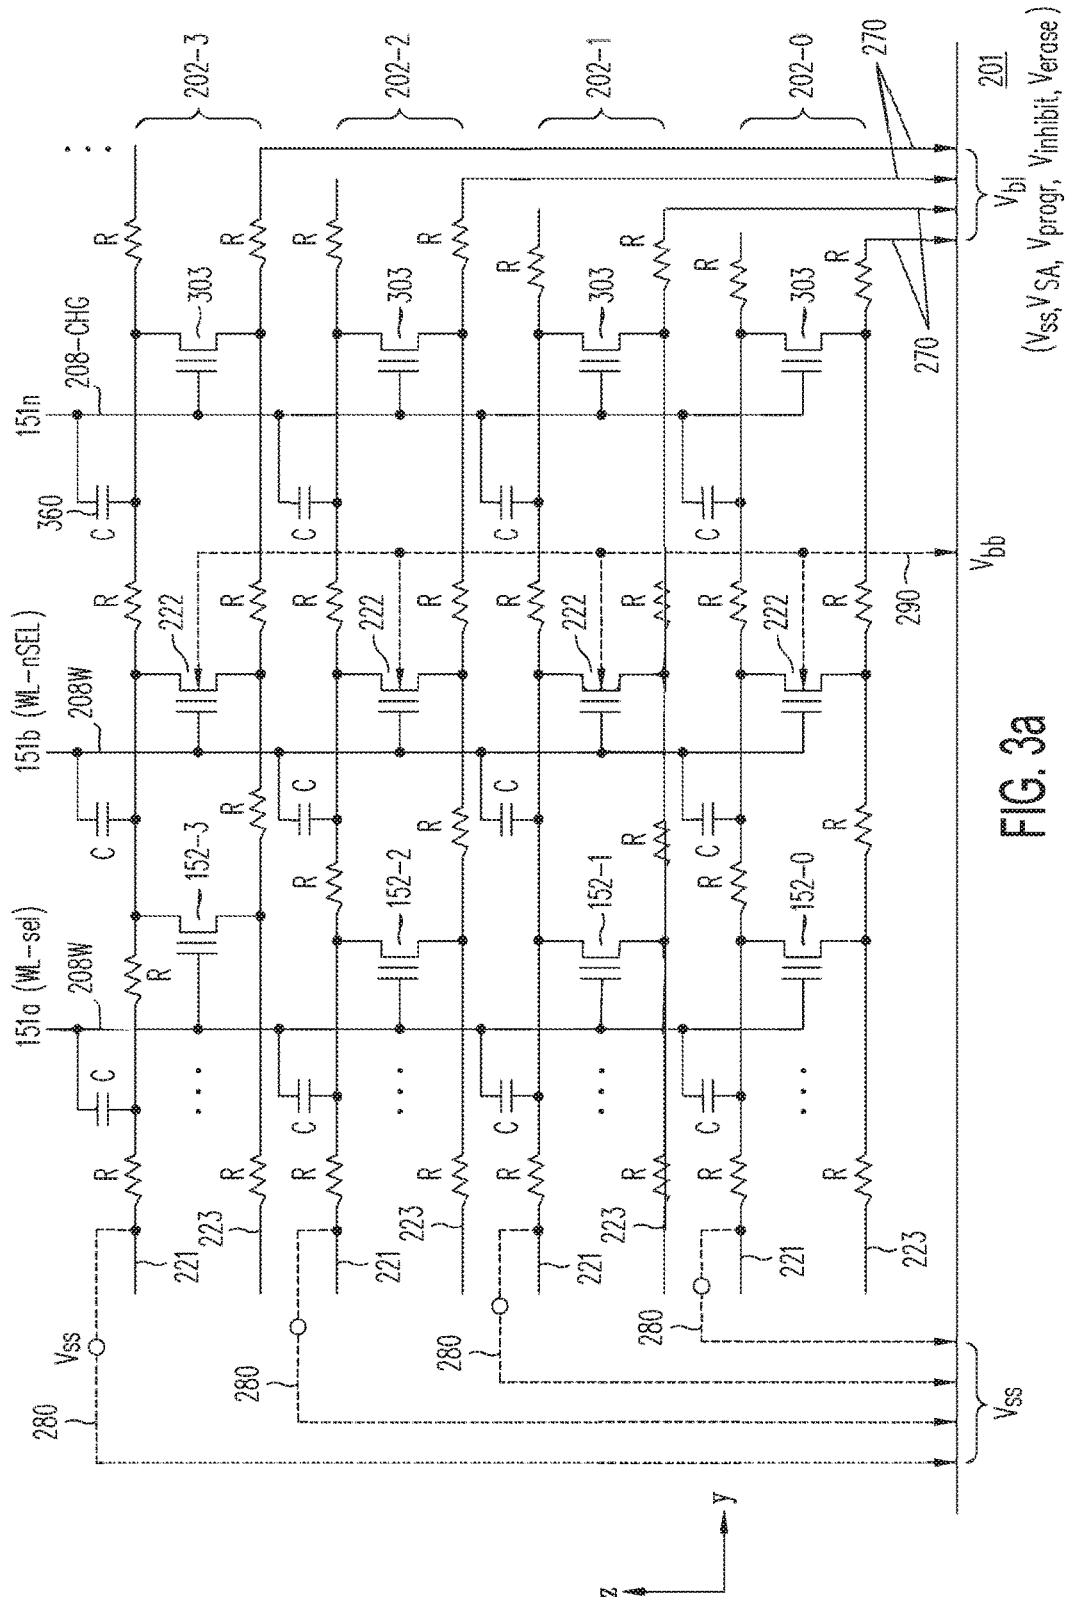 151a (WL-sel)
151b (WL-nSEL)
151n
208W
208W
208-CHG
360
280
Vss
R
C
R
C
R
C
R
. . .
221
152-3
222
303
202-3
223
R
R
R
R
280
R
C
R
C
R
C
R
221
152-2
222
303
202-2
223
R
R
R
R
280
R
C
C
R
C
R
221
152-1
222
303
202-1
223
R
R
R
R
280
R
C
R
C
R
C
R
221
152-0
222
303
202-0
223
R
R
R
R
270
270
290
Vss
Vbb
Vbl
201
(Vss,VSA, Vprogr, Vinhibit, Verase)
z
y
FIG. 3a